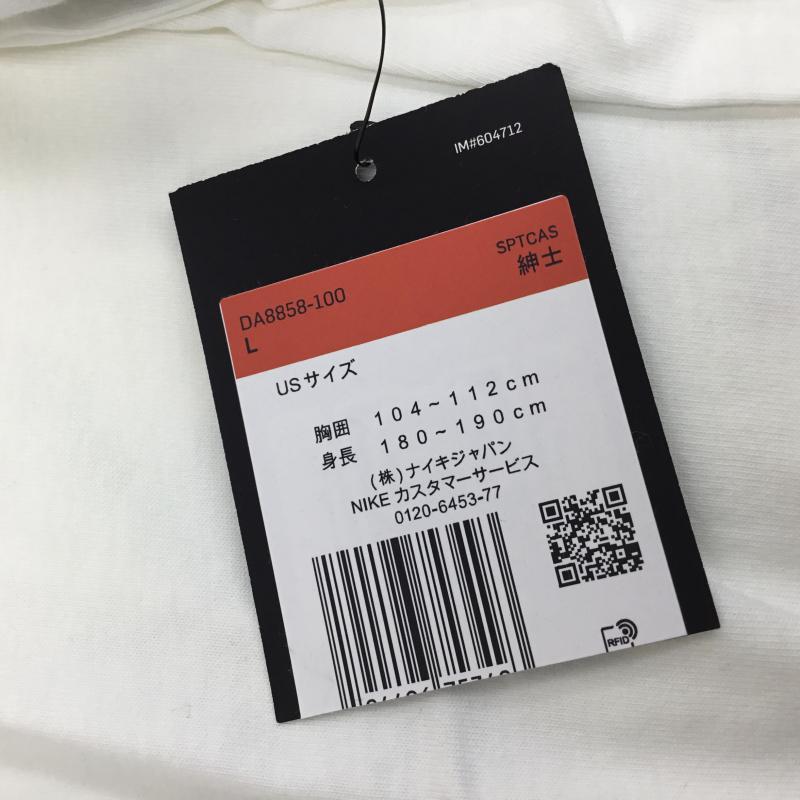 IM#604712
SPTCAS
紳士
DA8858-100
L
USサイズ
胸囲 104~112cm
身長 180~190cm
(株)ナイキジャパン
NIKE カスタマーサービス
0120-6453-77
RFID